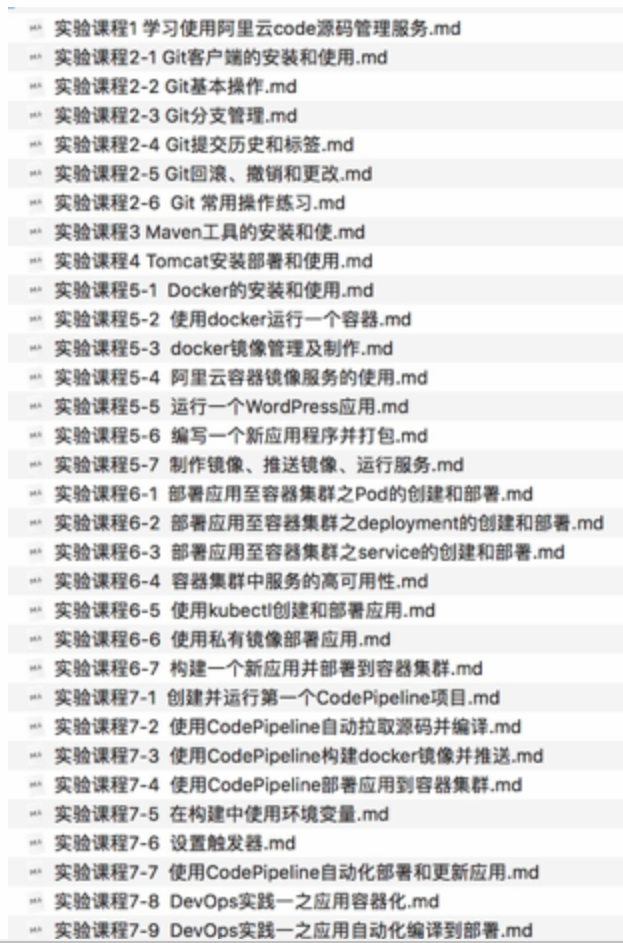 实验课程1 学习使用阿里云code源码管理服务.md
实验课程2-1 Git客户端的安装和使用.md
实验课程2-2 Git基本操作.md
实验课程2-3 Git分支管理.md
实验课程2-4 Git提交历史和标签.md
实验课程2-5 Git回滚、撤销和更改.md
实验课程2-6 Git 常用操作练习.md
实验课程3 Maven工具的安装和使.md
实验课程4 Tomcat安装部署和使用.md
实验课程5-1 Docker的安装和使用.md
实验课程5-2 使用docker运行一个容器.md
实验课程5-3 docker镜像管理及制作.md
实验课程5-4 阿里云容器镜像服务的使用.md
实验课程5-5 运行一个WordPress应用.md
实验课程5-6 编写一个新应用程序并打包.md
实验课程5-7 制作镜像、推送镜像、运行服务.md
实验课程6-1 部署应用至容器集群之Pod的创建和部署.md
实验课程6-2 部署应用至容器集群之deployment的创建和部署.md
实验课程6-3 部署应用至容器集群之service的创建和部署.md
实验课程6-4 容器集群中服务的高可用性.md
实验课程6-5 使用kubectl创建和部署应用.md
实验课程6-6 使用私有镜像部署应用.md
实验课程6-7 构建一个新应用并部署到容器集群.md
实验课程7-1 创建并运行第一个CodePipeline项目.md
实验课程7-2 使用CodePipeline自动拉取源码并编译.md
实验课程7-3 使用CodePipeline构建docker镜像并推送.md
实验课程7-4 使用CodePipeline部署应用到容器集群.md
实验课程7-5 在构建中使用环境变量.md
实验课程7-6 设置触发器.md
实验课程7-7 使用CodePipeline自动化部署和更新应用.md
实验课程7-8 DevOps实践一之应用容器化.md
实验课程7-9 DevOps实践一之应用自动化编译到部署.md